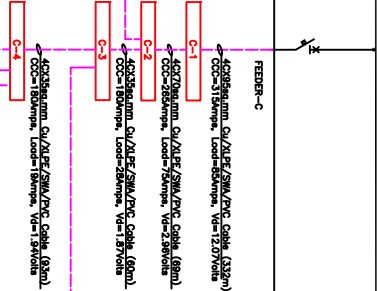 FEEDER-C
4CX95sq.mm Cu/XLPE/SWA/PVC Cable (332m)
CCC=315Amps, Load=85Amps, Vd=12.07Volts
C-1
4CX70sq.mm Cu/XLPE/SWA/PVC Cable (69m)
CCC=265Amps, Load=75Amps, Vd=2.96Volts
C-2
4CX35sq.mm Cu/XLPE/SWA/PVC Cable (60m)
CCC=180Amps, Load=28Amps, Vd=1.87Volts
C-3
4CX35sq.mm Cu/XLPE/SWA/PVC Cable (93m)
CCC=180Amps, Load=19Amps, Vd=1.94Volts
C-4